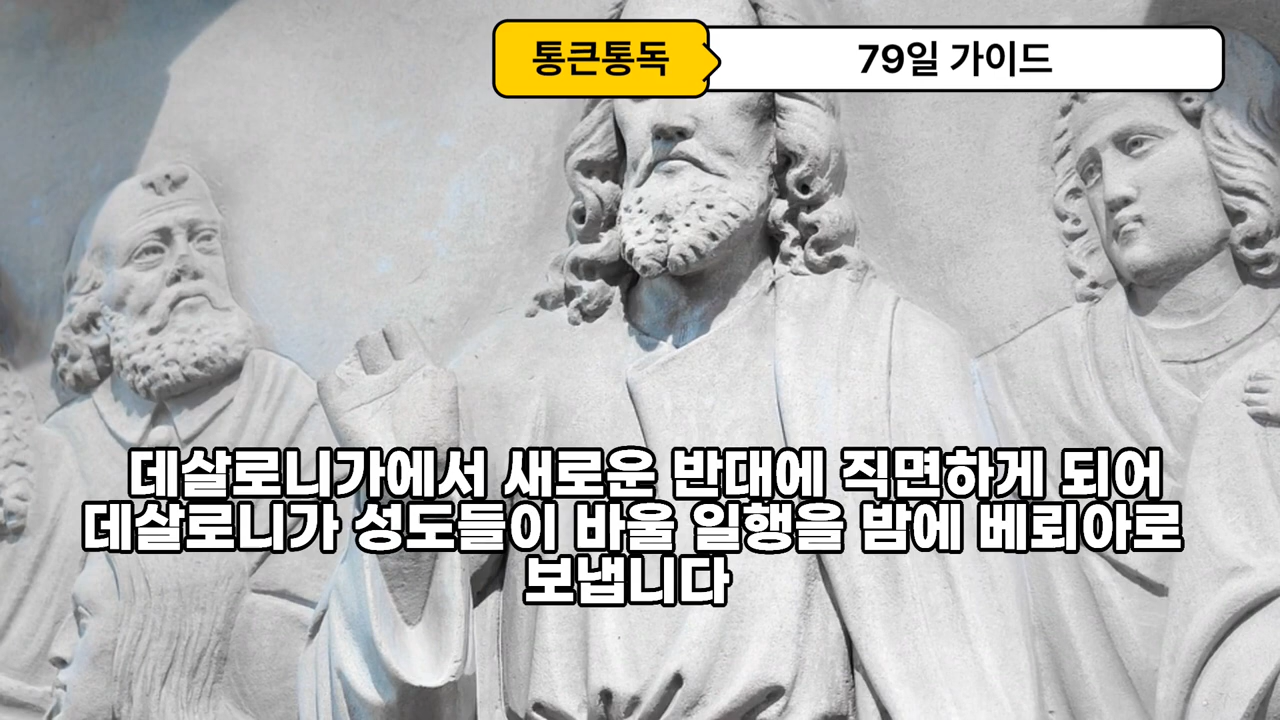 통큰통독
79일 가이드
데살로니가에서 새로운 반대에 직면하게 되어
데살로니가 성도들이 바울 일행을 밤에 베뢰아로
보냅니다